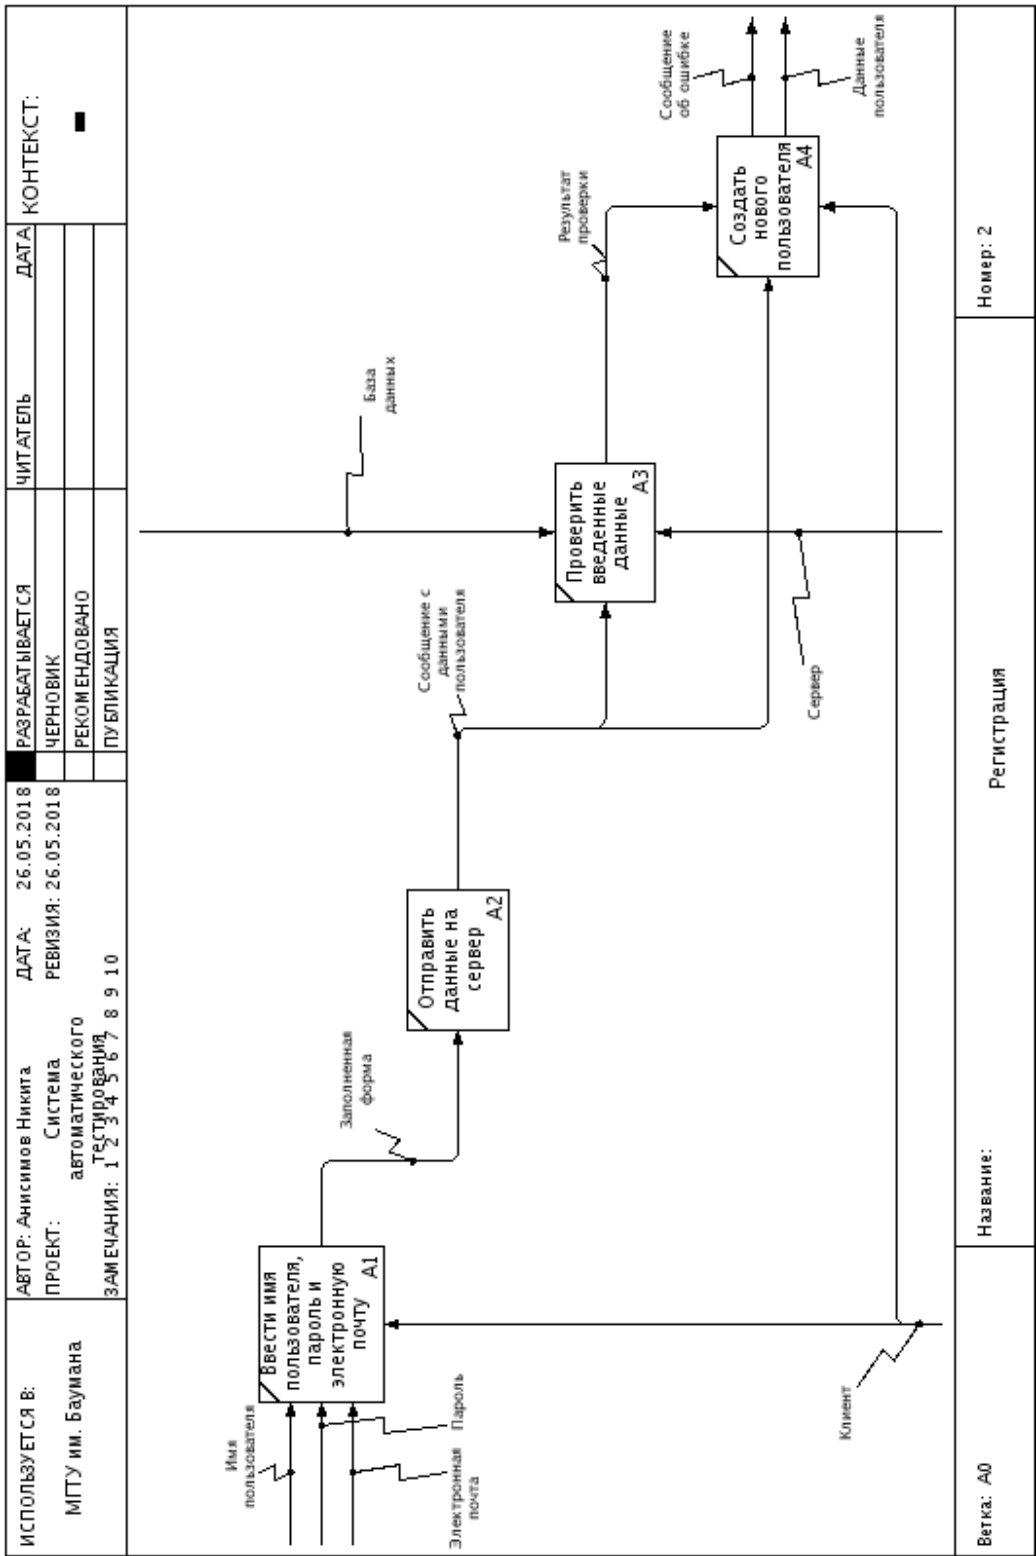 ИСПОЛЬЗУЕТСЯ В:
МГТУ им. Баумана
АВТОР: Анисимов Никита
ДАТА: 26.05.2018
ПРОЕКТ: Система
автоматического
тестирования
РЕВИЗИЯ: 26.05.2018
ЗАМЕЧАНИЯ: 1 2 3 4 5 6 7 8 9 10
РАЗРАБАТЫВАЕТСЯ
ЧЕРНОВИК
РЕКОМЕНДОВАНО
ПУБЛИКАЦИЯ
ЧИТАТЕЛЬ
ДАТА
КОНТЕКСТ:
Имя
пользователя
Пароль
Электронная
почта
Ввести имя
пользователя,
пароль и
электронную
почту
A1
Заполненная
форма
Отправить
данные на
сервер
A2
Сообщение с
данными
пользователя
База
данных
Проверить
введенные
данные
A3
Результат
проверки
Создать
нового
пользователя
A4
Сообщение
об ошибке
Данные
пользователя
Сервер
Клиент
Ветка: A0
Название:
Регистрация
Номер: 2